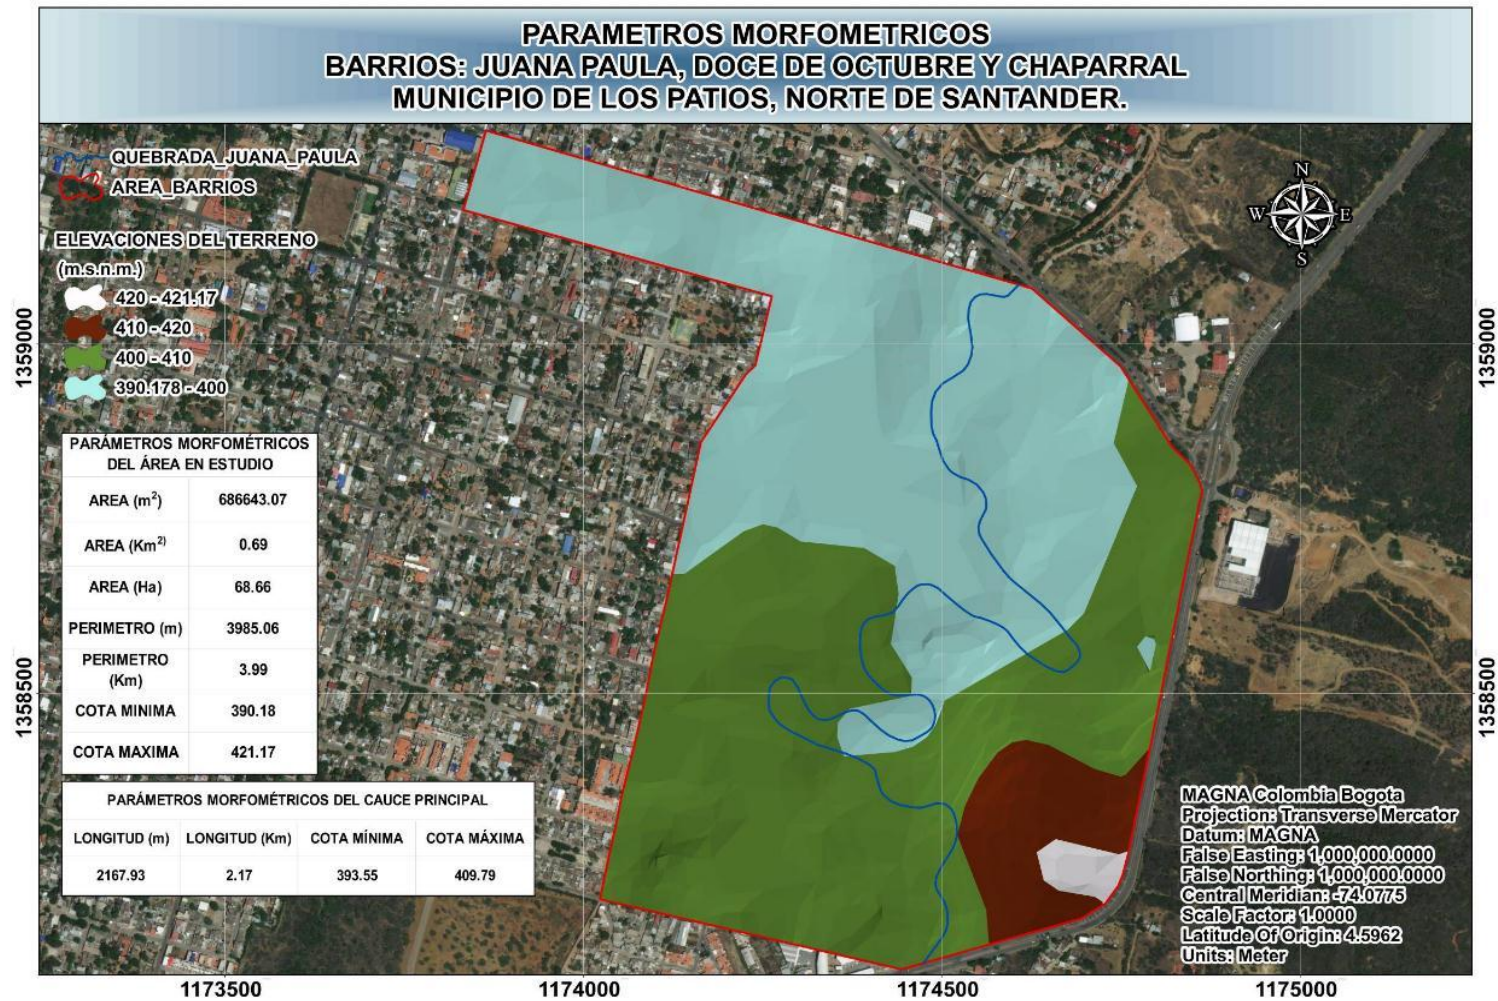 PARAMETROS MORFOMETRICOS
BARRIOS: JUANA PAULA, DOCE DE OCTUBRE Y CHAPARRAL
MUNICIPIO DE LOS PATIOS, NORTE DE SANTANDER.
QUEBRADA_JUANA_PAULA
AREA_BARRIOS
ELEVACIONES DEL TERRENO
(m.s.n.m.)
420 - 421.17
410 - 420
400 - 410
390.178 - 400
N
W E
S
1359000
1358500
1359000
1358500
PARÁMETROS MORFOMÉTRICOS
DEL ÁREA EN ESTUDIO
AREA (m²) 686643.07
AREA (Km²) 0.69
AREA (Ha) 68.66
PERIMETRO (m) 3985.06
PERIMETRO
(Km) 3.99
COTA MINIMA 390.18
COTA MAXIMA 421.17
PARÁMETROS MORFOMÉTRICOS DEL CAUCE PRINCIPAL
LONGITUD (m) LONGITUD (Km) COTA MÍNIMA COTA MÁXIMA
2167.93 2.17 393.55 409.79
MAGNA Colombia Bogota
Projection: Transverse Mercator
Datum: MAGNA
False Easting: 1,000,000.0000
False Northing: 1,000,000.0000
Central Meridian: -74.0775
Scale Factor: 1.0000
Latitude Of Origin: 4.5962
Units: Meter
1173500 1174000 1174500 1175000